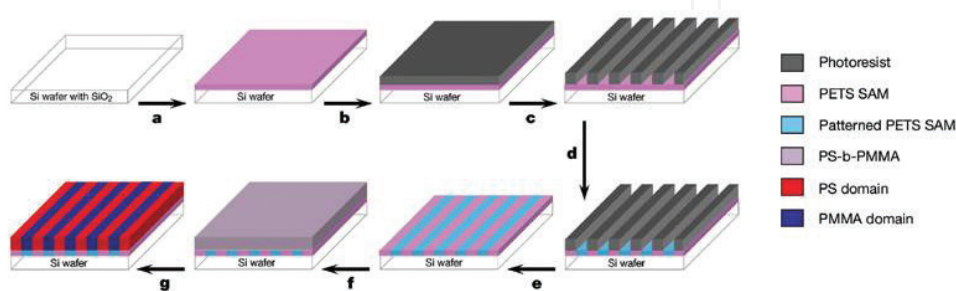 Si wafer with SiO₂
a
Si wafer
b
Si wafer
c
Si wafer
d
Si wafer
g
Si wafer
f
Si wafer
e
Si wafer
Photoresist
PETS SAM
Patterned PETS SAM
PS-b-PMMA
PS domain
PMMA domain